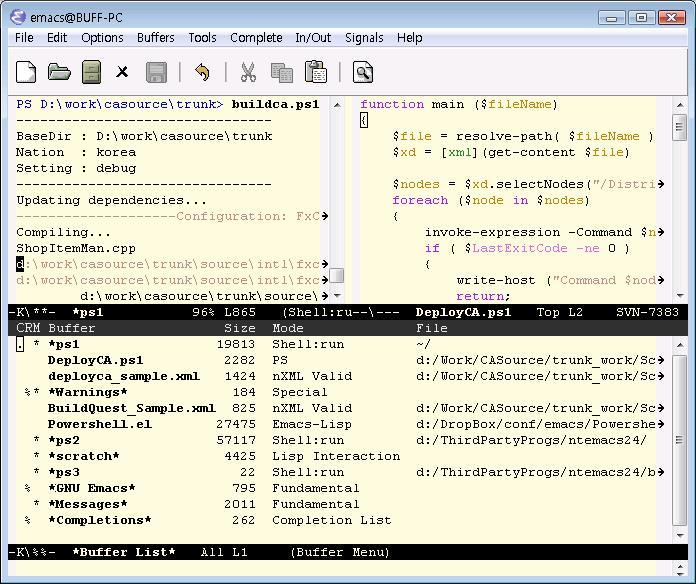 emacs@BUFF-PC
File Edit Options Buffers Tools Complete In/Out Signals Help
PS D:\work\casource\trunk> buildca.ps1
--------------------------------
BaseDir : D:\work\casource\trunk
Nation  : korea
Setting : debug
--------------------------------
Updating dependencies...
--------------------Configuration: FxC
Compiling...
ShopItemMan.cpp
d:\work\casource\trunk\source\intl\fxc
d:\work\casource\trunk\source\intl\fxc
        d:\work\casource\trunk\source\
function main ($fileName)
{
    $file = resolve-path( $fileName )
    $xd = [xml](get-content $file)
    $nodes = $xd.selectNodes("/Distri
    foreach ($node in $nodes)
    {
        invoke-expression -Command $n
        if ( $LastExitCode -ne 0 )
        {
            write-host ("Command $nod
            return;
-K\**-  *ps1           96% L865   (Shell:ru--\---  DeployCA.ps1   Top L2    SVN-7383
CRM Buffer                Size  Mode              File
. * *ps1                 19813  Shell:run         ~/
    DeployCA.ps1          2282  PS                d:/Work/CASource/trunk_work/Sc
    deployca_sample.xml   1424  nXML Valid        d:/Work/CASource/trunk_work/Sc
 %* *Warnings*             184  Special
    BuildQuest_Sample.xml  825  nXML Valid        d:/Work/CASource/trunk_work/Sc
    Powershell.el        27475  Emacs-Lisp        d:/DropBox/conf/emacs/Powershe
  * *ps2                 57117  Shell:run         d:/ThirdPartyProgs/ntemacs24/
  * *scratch*             4425  Lisp Interaction
  * *ps3                    22  Shell:run         d:/ThirdPartyProgs/ntemacs24/b
 %  *GNU Emacs*            795  Fundamental
  * *Messages*            2011  Fundamental
 %  *Completions*          262  Completion List
-K\%%-  *Buffer List*   All L1     (Buffer Menu)